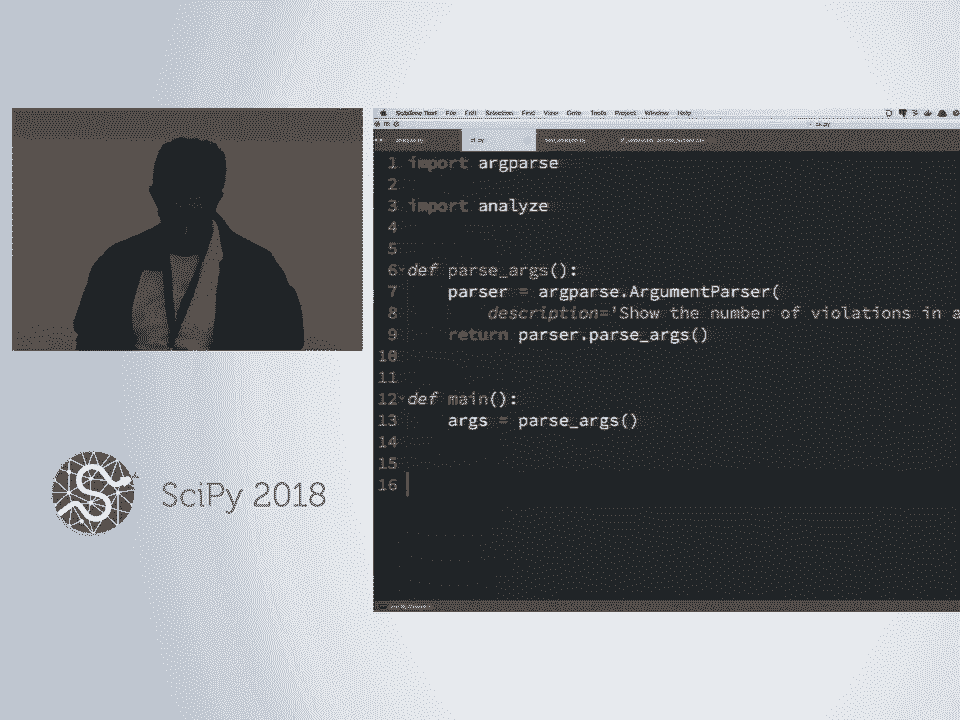 Sublime Text File Edit Selection Find View Goto Tools Project Window Help
cli.py
1 import argparse
2
3 import analyze
4
5
6 def parse_args():
7 parser = argparse.ArgumentParser(
8 description='Show the number of violations in a
9 return parser.parse_args()
10
11
12 def main():
13 args = parse_args()
14
15
16
SciPy 2018